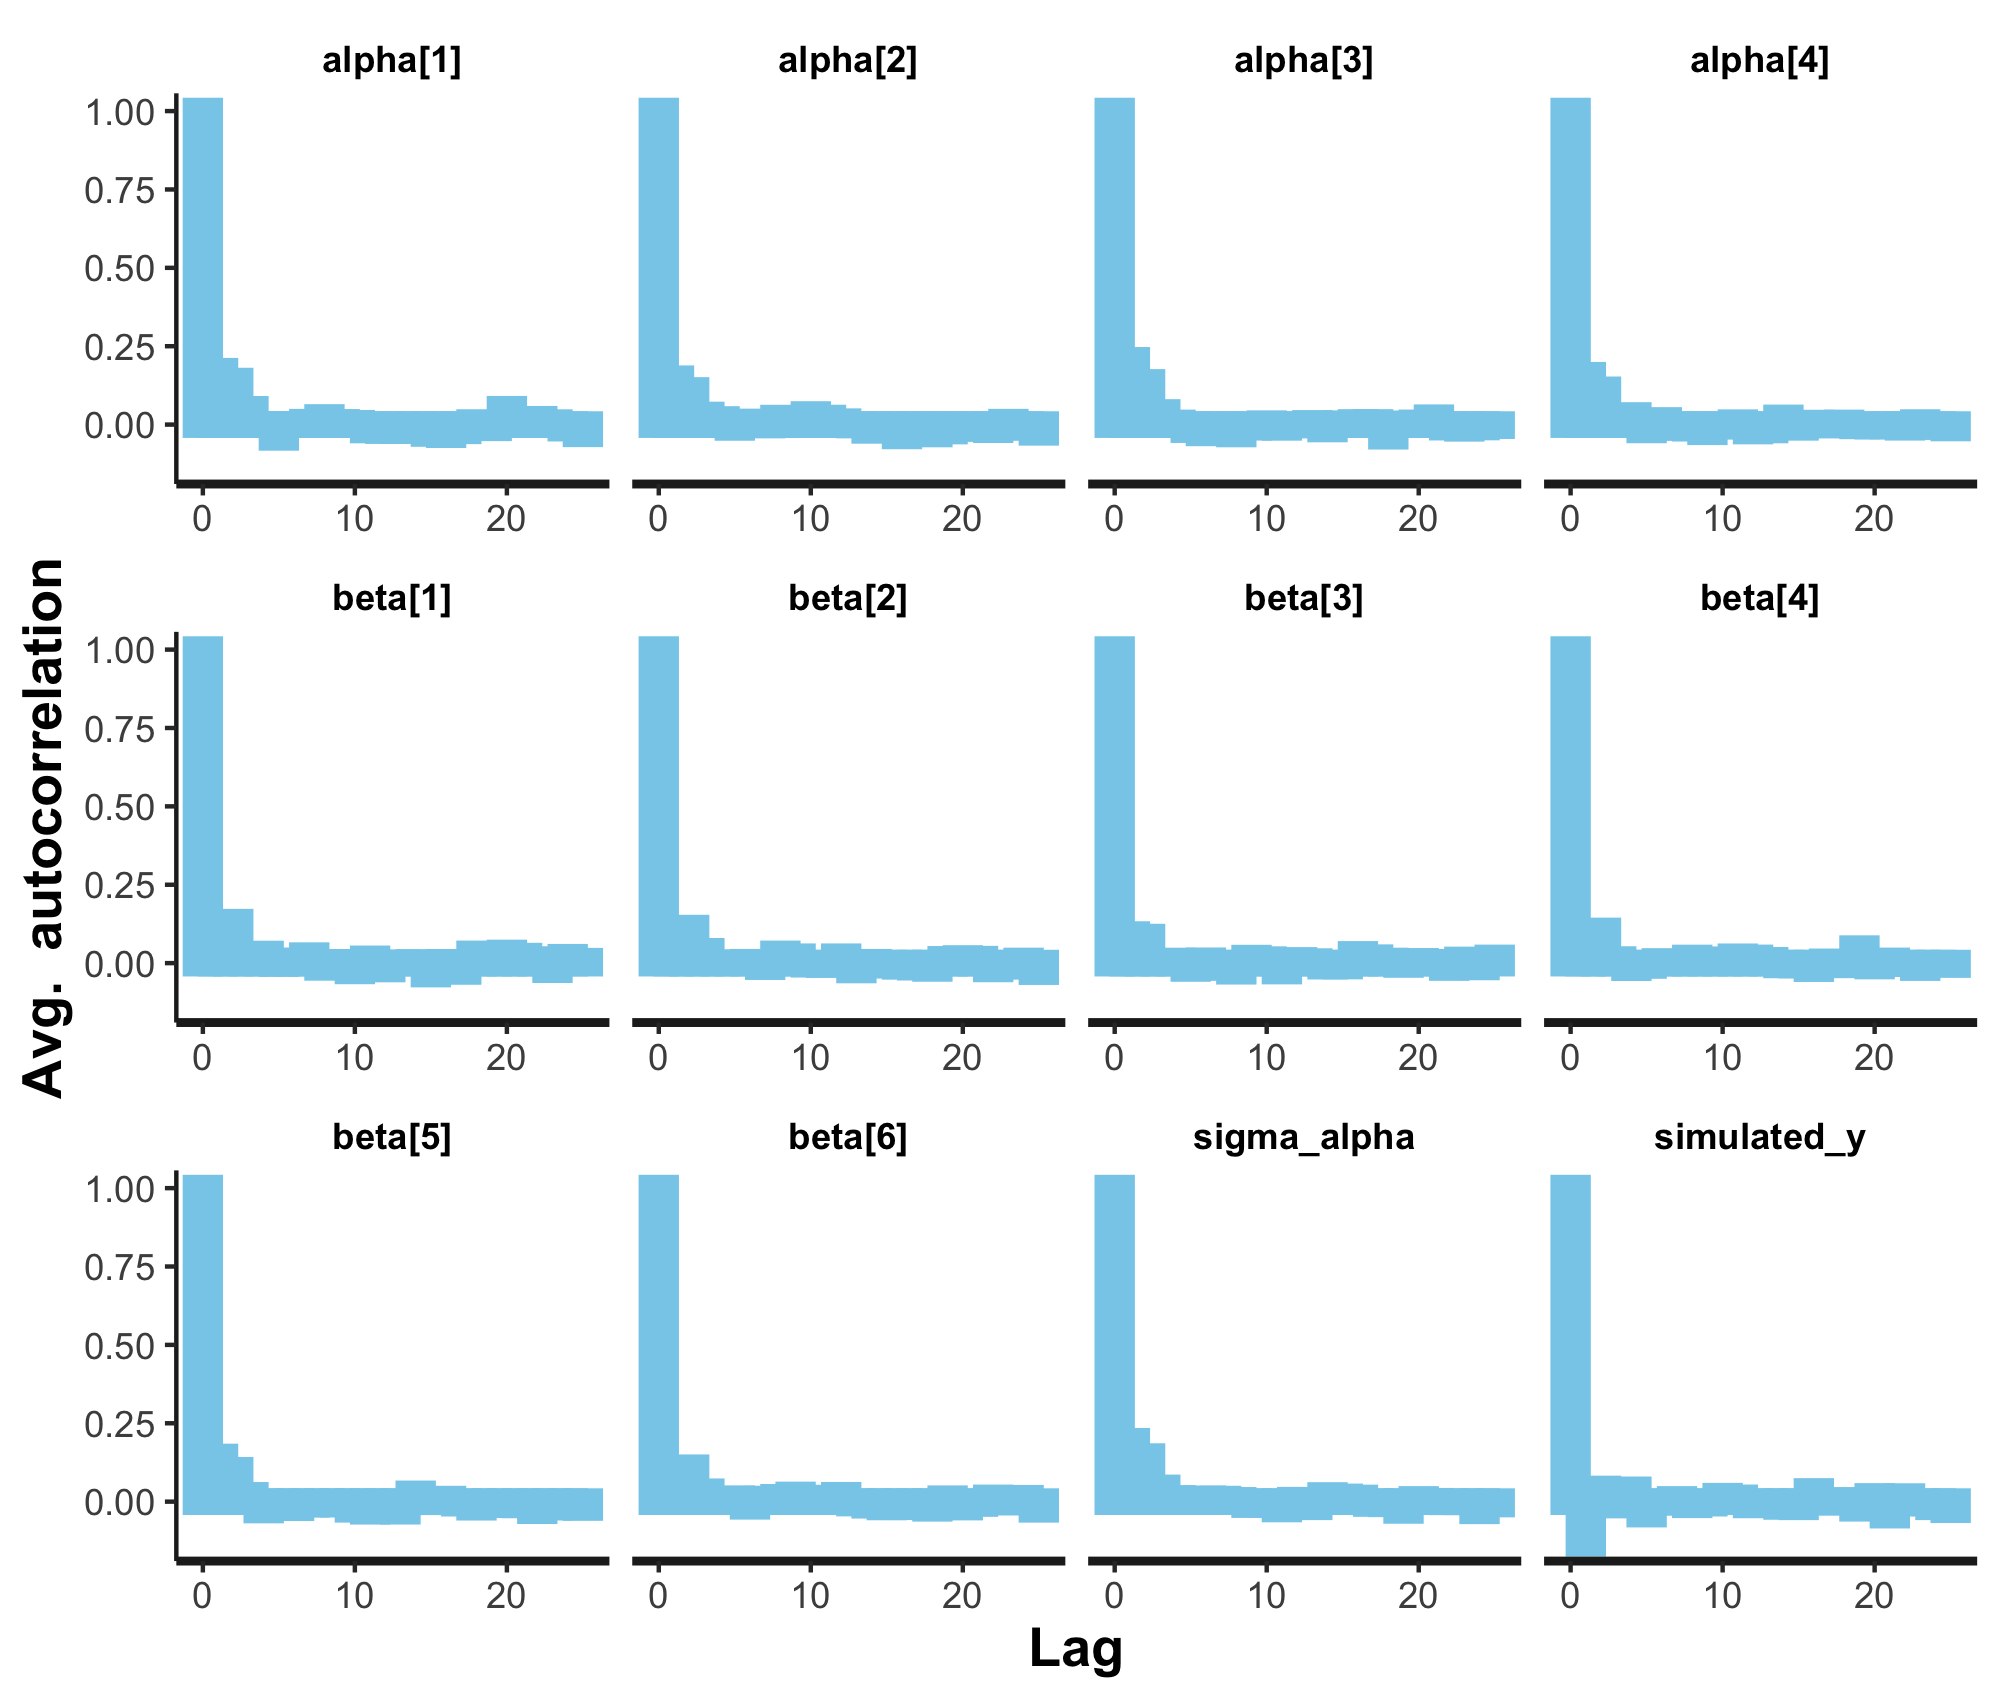 alpha[1] alpha[2] alpha[3] alpha[4]
1.00
0.75
0.50
0.25
0.00
0 10 20 0 10 20 0 10 20 0 10 20
beta[1] beta[2] beta[3] beta[4]
1.00
0.75
0.50
0.25
0.00
0 10 20 0 10 20 0 10 20 0 10 20
beta[5] beta[6] sigma_alpha simulated_y
1.00
0.75
0.50
0.25
0.00
0 10 20 0 10 20 0 10 20 0 10 20
Avg. autocorrelation
Lag